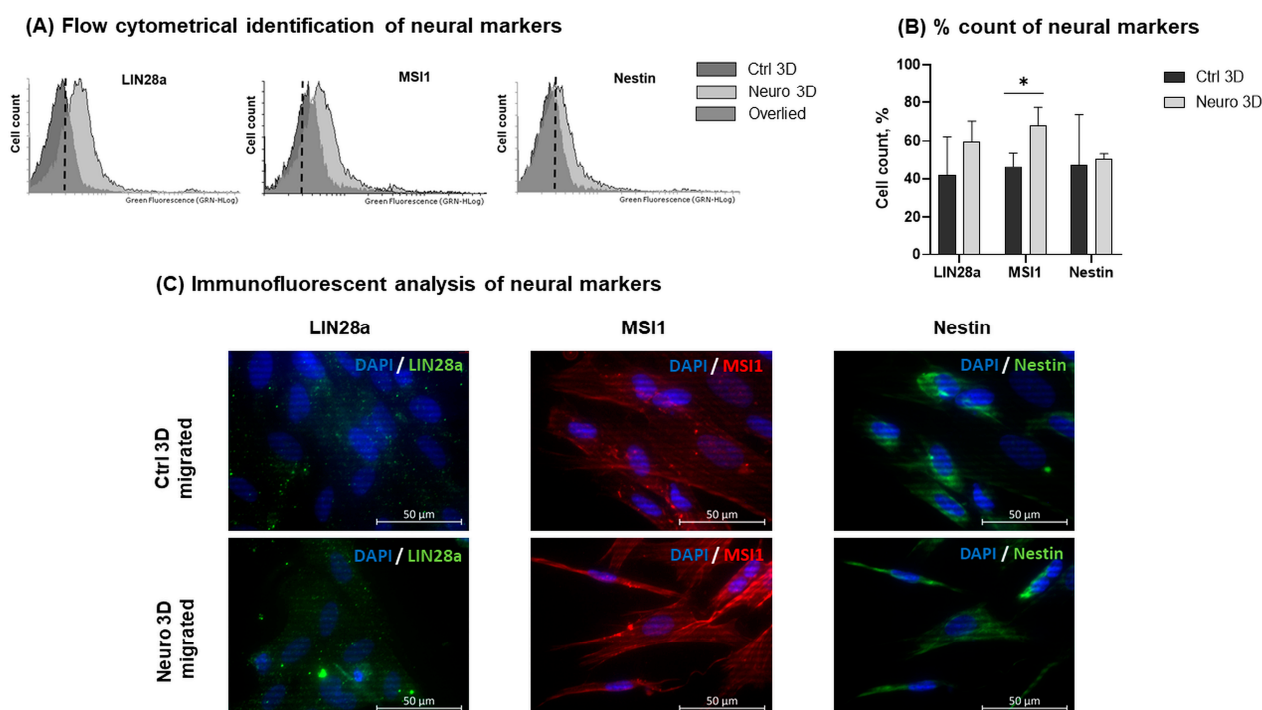 (A) Flow cytometrical identification of neural markers
LIN28a
MSI1
Nestin
Cell count
Cell count
Cell count
Green Fluorescence (GRN-HLog)
Green Fluorescence (GRN-HLog)
Green Fluorescence (GRN-HLog)
Ctrl 3D
Neuro 3D
Overlied
(B) % count of neural markers
Cell count, %
100
80
60
40
20
0
*
LIN28a
MSI1
Nestin
Ctrl 3D
Neuro 3D
(C) Immunofluorescent analysis of neural markers
LIN28a
MSI1
Nestin
Ctrl 3D
migrated
DAPI / LIN28a
50 µm
DAPI / MSI1
50 µm
DAPI / Nestin
50 µm
Neuro 3D
migrated
DAPI / LIN28a
50 µm
DAPI / MSI1
50 µm
DAPI / Nestin
50 µm